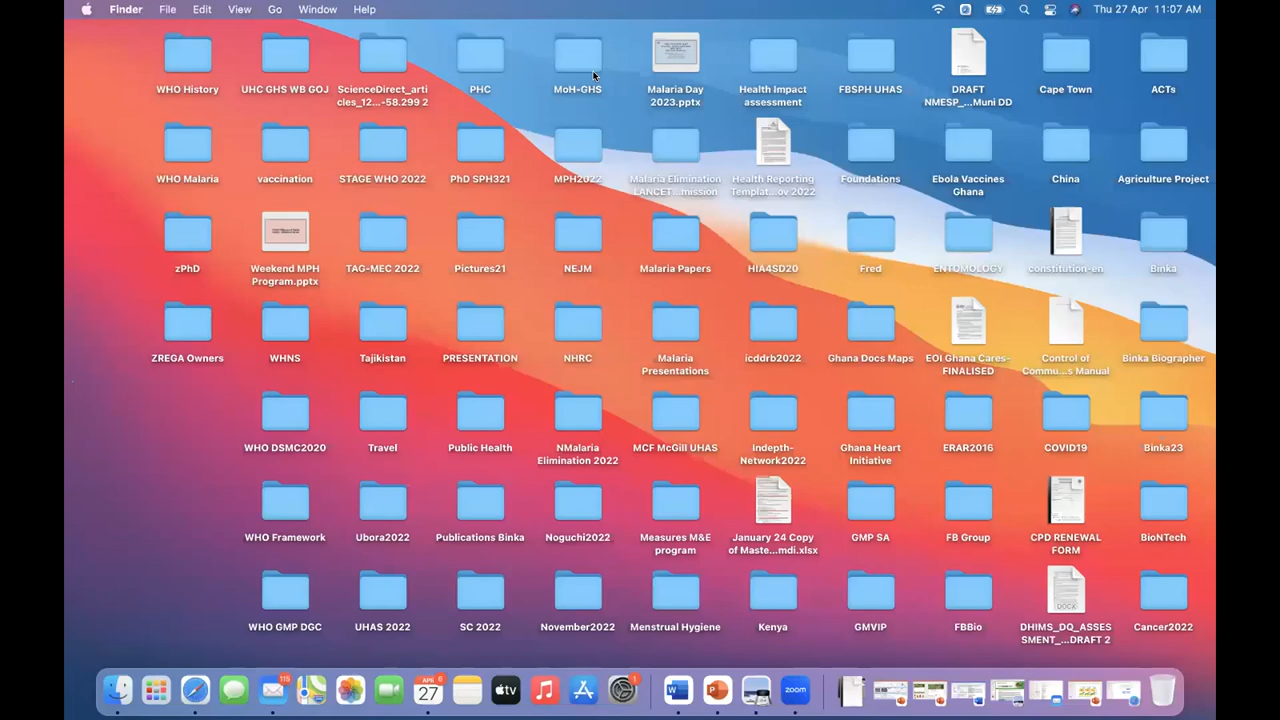 Finder File Edit View Go Window Help Thu 27 Apr 11:07 AM
WHO History
UHC GHS WB GOJ
ScienceDirect_arti
cles_12...-58.299 2
PHC
MoH-GHS
Malaria Day
2023.pptx
Health Impact
assessment
FBSPH UHAS
DRAFT
NMESP_...Muni DD
Cape Town
ACTs
WHO Malaria
vaccination
STAGE WHO 2022
PhD SPH321
MPH2022
Malaria Elimination
LANCET...mission
Health Reporting
Templat...ov 2022
Foundations
Ebola Vaccines
Ghana
China
Agriculture Project
zPhD
Weekend MPH
Program.pptx
TAG-MEC 2022
Pictures21
NEJM
Malaria Papers
HIA4SD20
Fred
ENTOMOLOGY
constitution-en
Binka
ZREGA Owners
WHNS
Tajikistan
PRESENTATION
NHRC
Malaria
Presentations
icddrb2022
Ghana Docs Maps
EOI Ghana Cares-
FINALISED
Control of
Commu...s Manual
Binka Biographer
WHO DSMC2020
Travel
Public Health
NMalaria
Elimination 2022
MCF McGill UHAS
Indepth-
Network2022
Ghana Heart
Initiative
ERAR2016
COVID19
Binka23
WHO Framework
Ubora2022
Publications Binka
Noguchi2022
Measures M&E
program
January 24 Copy
of Maste...mdi.xlsx
GMP SA
FB Group
CPD RENEWAL
FORM
BioNTech
WHO GMP DGC
UHAS 2022
SC 2022
November2022
Menstrual Hygiene
Kenya
GMVIP
FBBio
DOCX
DHIMS_DQ_ASSES
SMENT_...DRAFT 2
Cancer2022
115
APR 6
27
tv
1
W
P
zoom